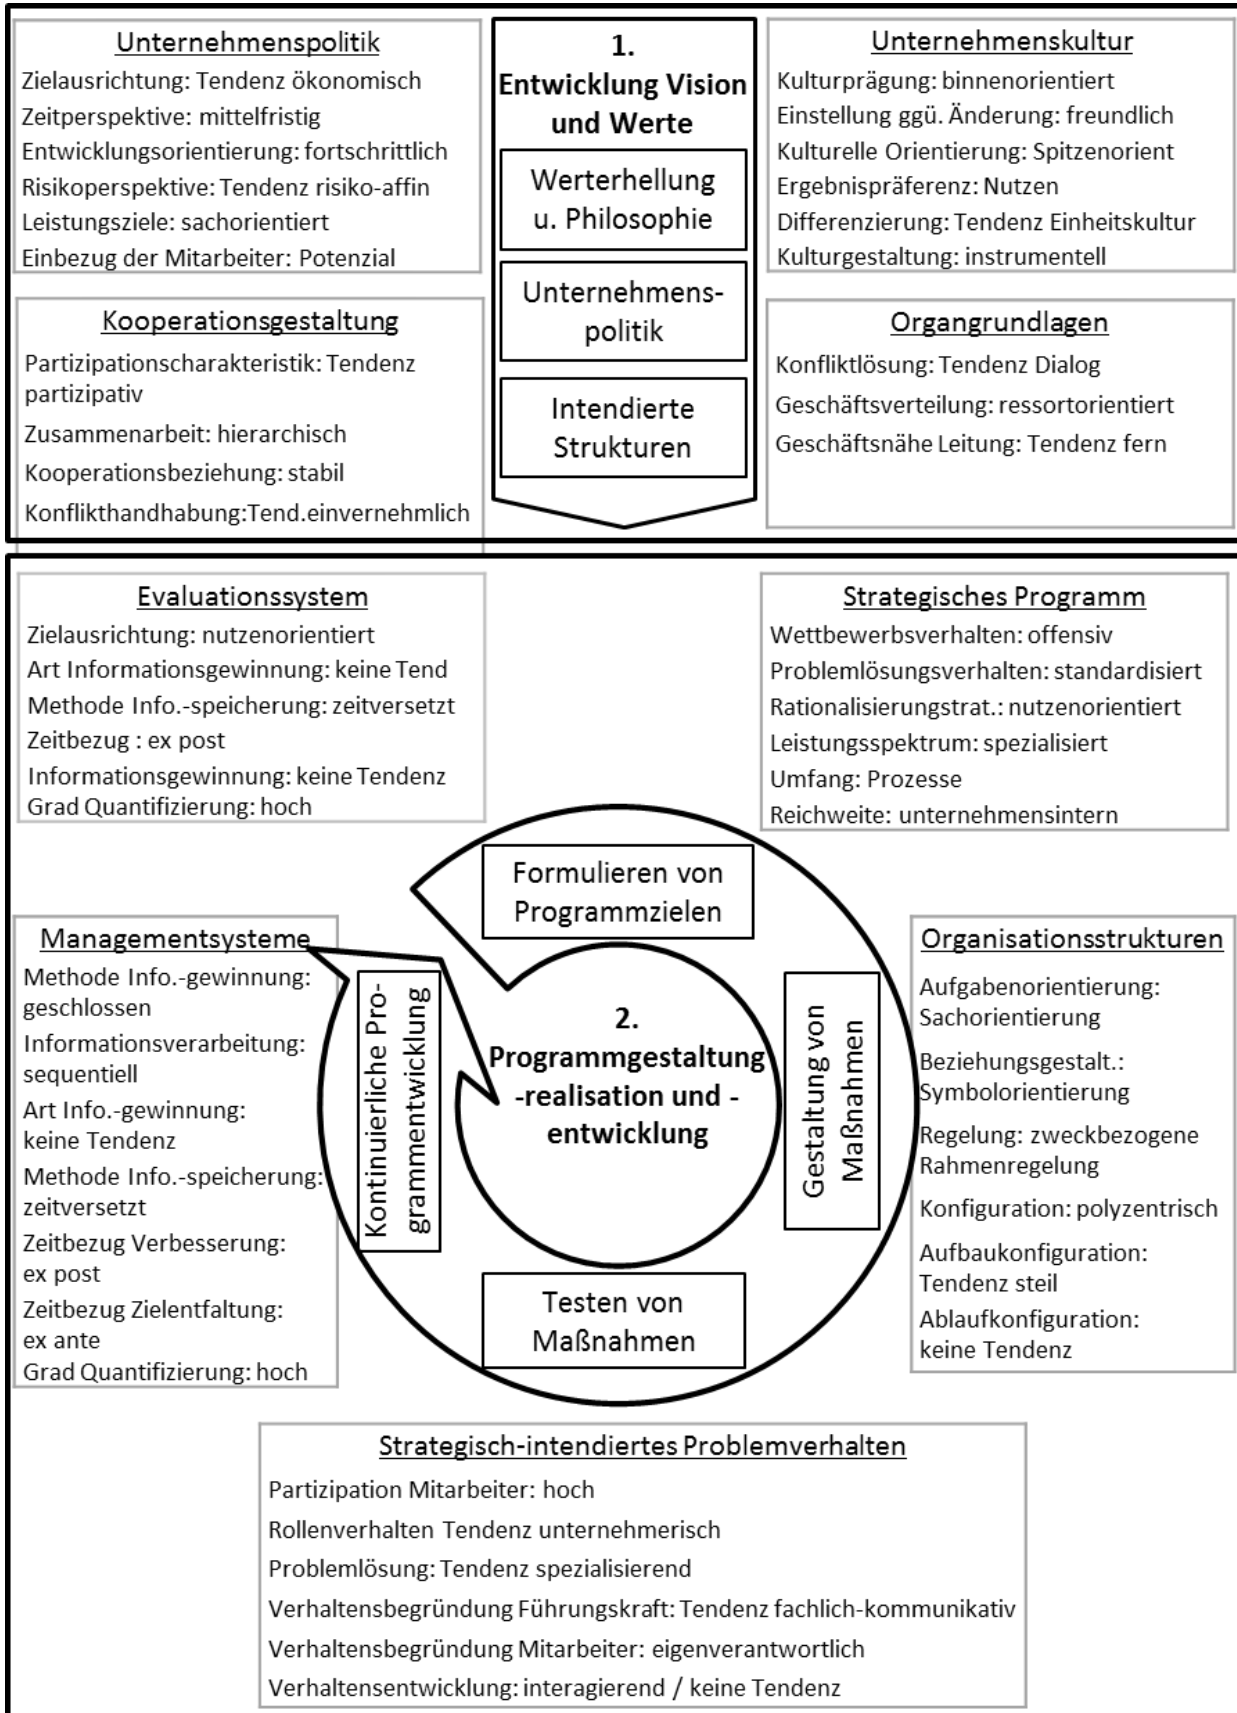 Unternehmenspolitik
Zielausrichtung: Tendenz ökonomisch
Zeitperspektive: mittelfristig
Entwicklungsorientierung: fortschrittlich
Risikoperspektive: Tendenz risiko-affin
Leistungsziele: sachorientiert
Einbezug der Mitarbeiter: Potenzial
Kooperationsgestaltung
Partizipationscharakteristik: Tendenz
partizipativ
Zusammenarbeit: hierarchisch
Kooperationsbeziehung: stabil
Konflikthandhabung:Tend.einvernehmlich
1.
Entwicklung Vision
und Werte
Werterhellung
u. Philosophie
Unternehmens-
politik
Intendierte
Strukturen
Unternehmenskultur
Kulturprägung: binnenorientiert
Einstellung ggü. Änderung: freundlich
Kulturelle Orientierung: Spitzenorient
Ergebnispräferenz: Nutzen
Differenzierung: Tendenz Einheitskultur
Kulturgestaltung: instrumentell
Organgrundlagen
Konfliktlösung: Tendenz Dialog
Geschäftsverteilung: ressortorientiert
Geschäftsnähe Leitung: Tendenz fern
Evaluationssystem
Zielausrichtung: nutzenorientiert
Art Informationsgewinnung: keine Tend
Methode Info.-speicherung: zeitversetzt
Zeitbezug : ex post
Informationsgewinnung: keine Tendenz
Grad Quantifizierung: hoch
Strategisches Programm
Wettbewerbsverhalten: offensiv
Problemlösungsverhalten: standardisiert
Rationalisierungstrat.: nutzenorientiert
Leistungsspektrum: spezialisiert
Umfang: Prozesse
Reichweite: unternehmensintern
Managementsysteme
Methode Info.-gewinnung:
geschlossen
Informationsverarbeitung:
sequentiell
Art Info.-gewinnung:
keine Tendenz
Methode Info.-speicherung:
zeitversetzt
Zeitbezug Verbesserung:
ex post
Zeitbezug Zielentfaltung:
ex ante
Grad Quantifizierung: hoch
Formulieren von
Programmzielen
Kontinuierliche Pro-
grammentwicklung
2.
Programmgestaltung
-realisation und -
entwicklung
Gestaltung von
Maßnahmen
Testen von
Maßnahmen
Organisationsstrukturen
Aufgabenorientierung:
Sachorientierung
Beziehungsgestalt.:
Symbolorientierung
Regelung: zweckbezogene
Rahmenregelung
Konfiguration: polyzentrisch
Aufbaukonfiguration:
Tendenz steil
Ablaufkonfiguration:
keine Tendenz
Strategisch-intendiertes Problemverhalten
Partizipation Mitarbeiter: hoch
Rollenverhalten Tendenz unternehmerisch
Problemlösung: Tendenz spezialisierend
Verhaltensbegründung Führungskraft: Tendenz fachlich-kommunikativ
Verhaltensbegründung Mitarbeiter: eigenverantwortlich
Verhaltensentwicklung: interagierend / keine Tendenz